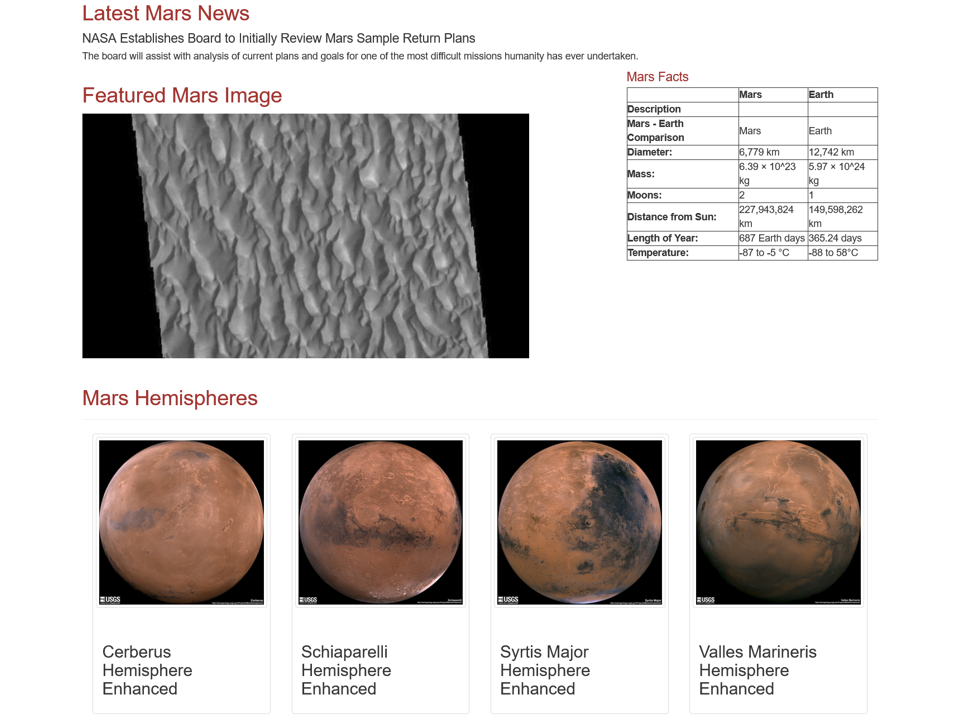 Latest Mars News
NASA Establishes Board to Initially Review Mars Sample Return Plans
The board will assist with analysis of current plans and goals for one of the most difficult missions humanity has ever undertaken.
Featured Mars Image
Mars Facts
Mars Earth
Description
Mars - Earth
Comparison Mars Earth
Diameter: 6,779 km 12,742 km
Mass: 6.39 × 10^23 kg 5.97 × 10^24 kg
Moons: 2 1
Distance from Sun: 227,943,824 km 149,598,262 km
Length of Year: 687 Earth days 365.24 days
Temperature: -87 to -5 °C -88 to 58°C
Mars Hemispheres
USGS
USGS
USGS
USGS
Cerberus
Hemisphere
Enhanced
Schiaparelli
Hemisphere
Enhanced
Syrtis Major
Hemisphere
Enhanced
Valles Marineris
Hemisphere
Enhanced